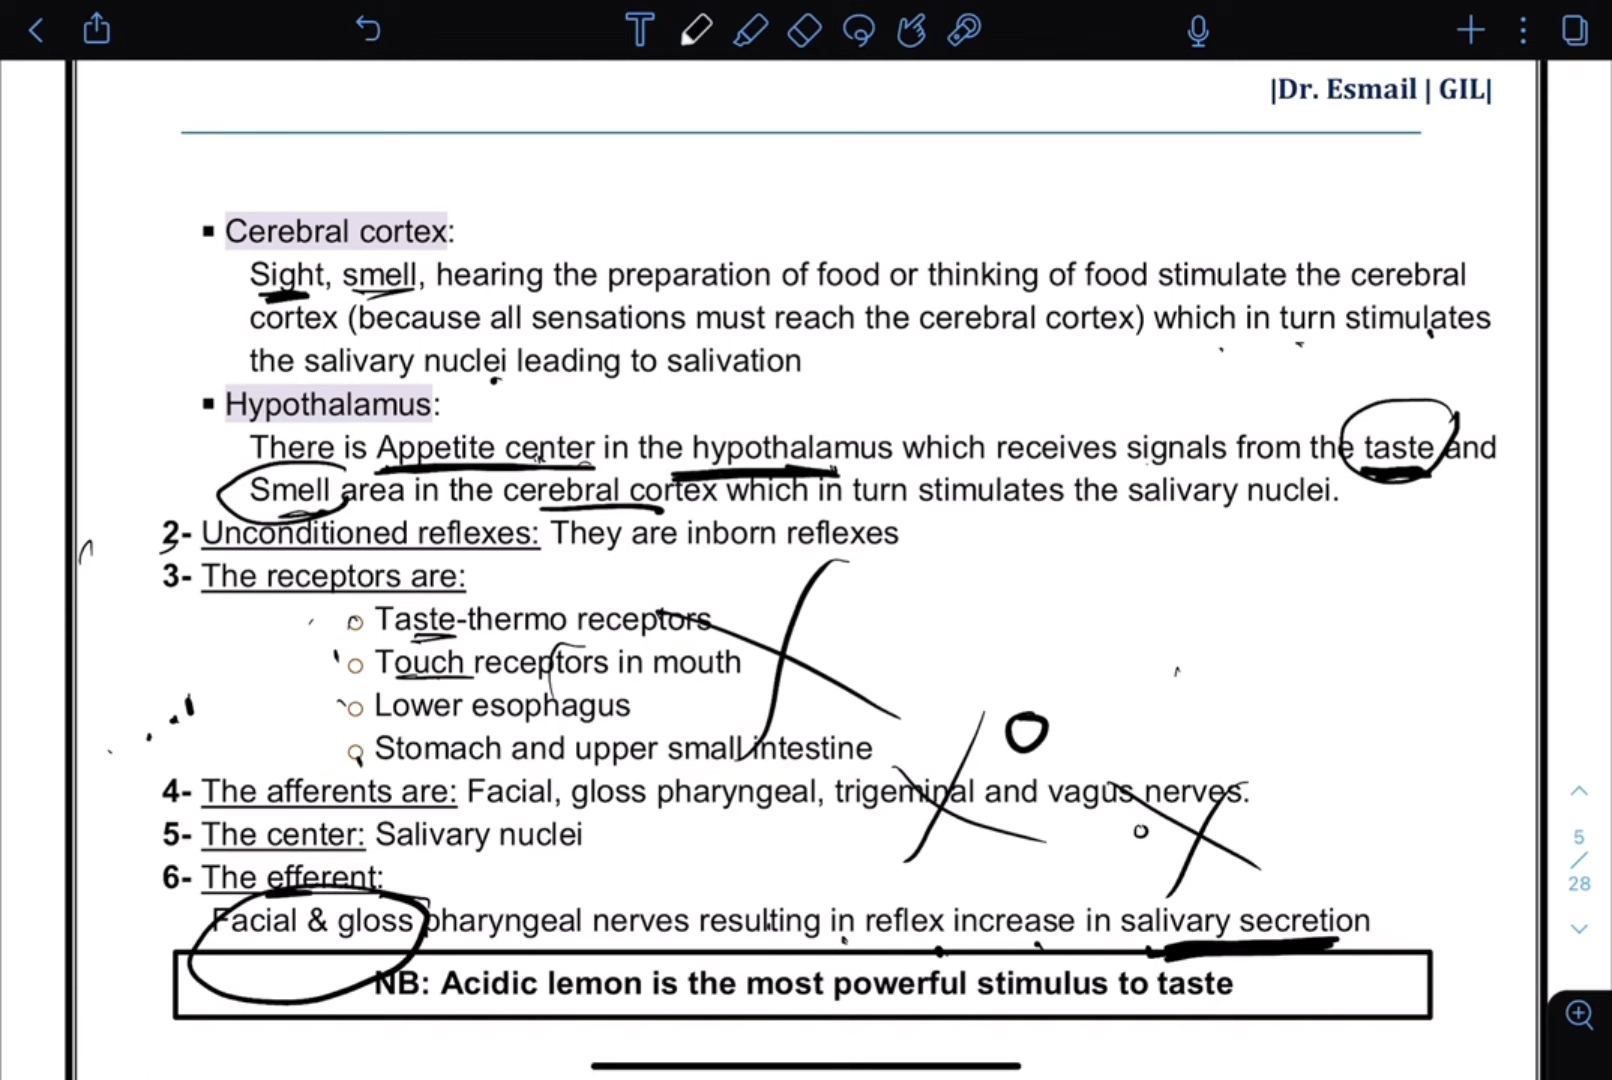 |Dr. Esmail | GIL|
▪ Cerebral cortex:
Sight, smell, hearing the preparation of food or thinking of food stimulate the cerebral
cortex (because all sensations must reach the cerebral cortex) which in turn stimulates
the salivary nuclei leading to salivation
▪ Hypothalamus:
There is Appetite center in the hypothalamus which receives signals from the taste and
Smell area in the cerebral cortex which in turn stimulates the salivary nuclei.
2- Unconditioned reflexes: They are inborn reflexes
3- The receptors are:
○ Taste-thermo receptors
○ Touch receptors in mouth
○ Lower esophagus
○ Stomach and upper small intestine
4- The afferents are: Facial, gloss pharyngeal, trigeminal and vagus nerves.
5- The center: Salivary nuclei
6- The efferent:
Facial & gloss pharyngeal nerves resulting in reflex increase in salivary secretion
NB: Acidic lemon is the most powerful stimulus to taste
5
/
28